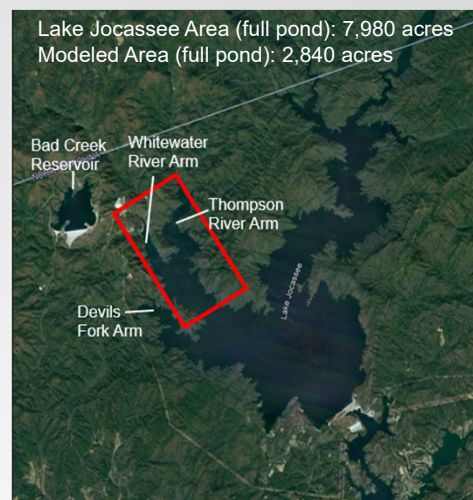 Lake Jocassee Area (full pond): 7,980 acres
Modeled Area (full pond): 2,840 acres
Bad Creek
Reservoir
Whitewater
River Arm
Thompson
River Arm
Lake Jocassee
Devils
Fork Arm